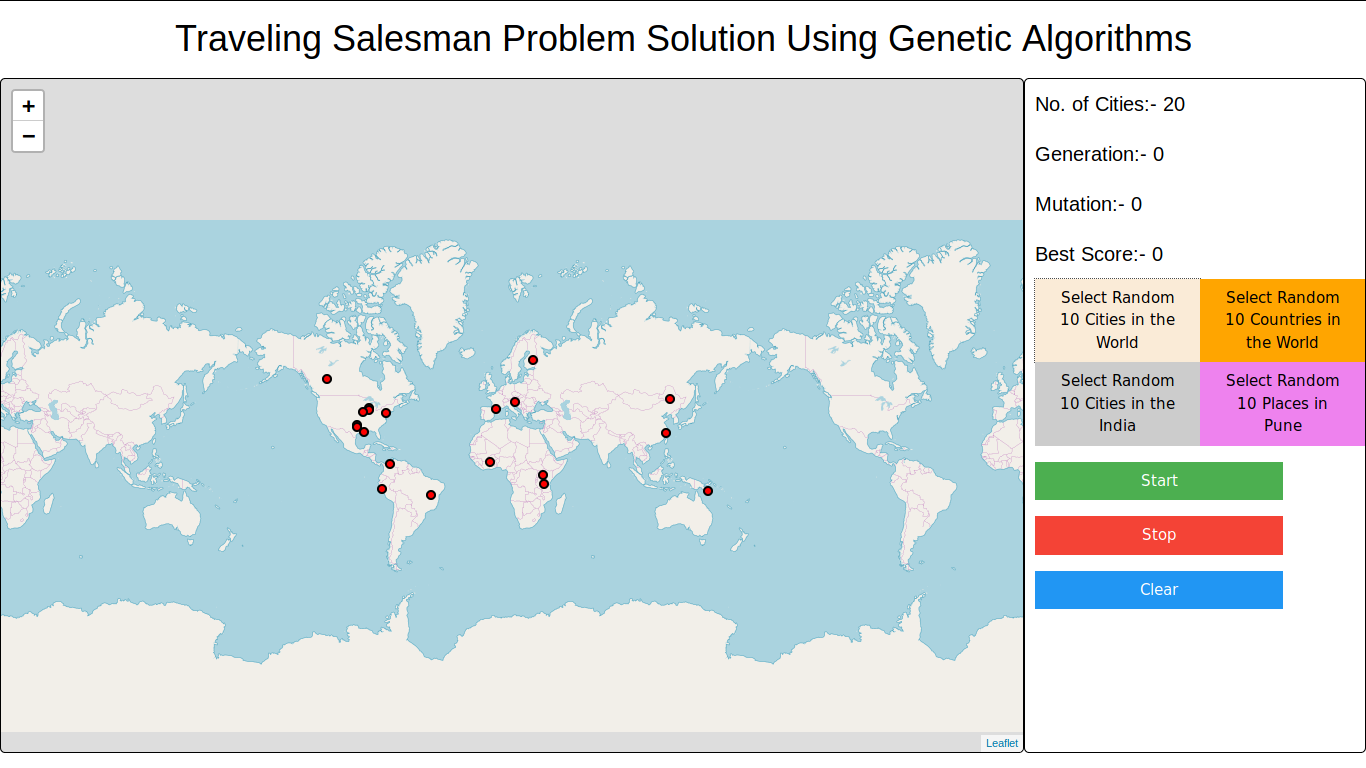 Traveling Salesman Problem Solution Using Genetic Algorithms
+
−
No. of Cities:- 20
Generation:- 0
Mutation:- 0
Best Score:- 0
Select Random
10 Cities in the
World
Select Random
10 Countries in
the World
Select Random
10 Cities in the
India
Select Random
10 Places in
Pune
Start
Stop
Clear
Leaflet